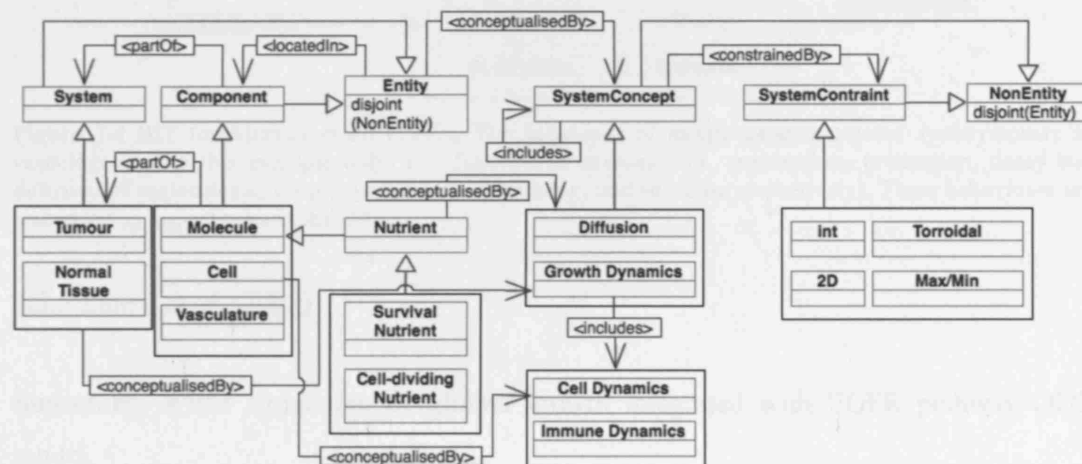 <conceptualisedBy>
<partOf>
<locatedIn>
<constrainedBy>
System
Component
Entity
disjoint
(NonEntity)
SystemConcept
SystemContraint
NonEntity
disjoint(Entity)
<includes>
<partOf>
<conceptualisedBy>
Tumour
Normal
Tissue
Molecule
Cell
Vasculature
Nutrient
Diffusion
Growth Dynamics
Int
Torroidal
2D
Max/Min
Survival
Nutrient
Cell-dividing
Nutrient
<includes>
<conceptualisedBy>
Cell Dynamics
Immune Dynamics
<conceptualisedBy>